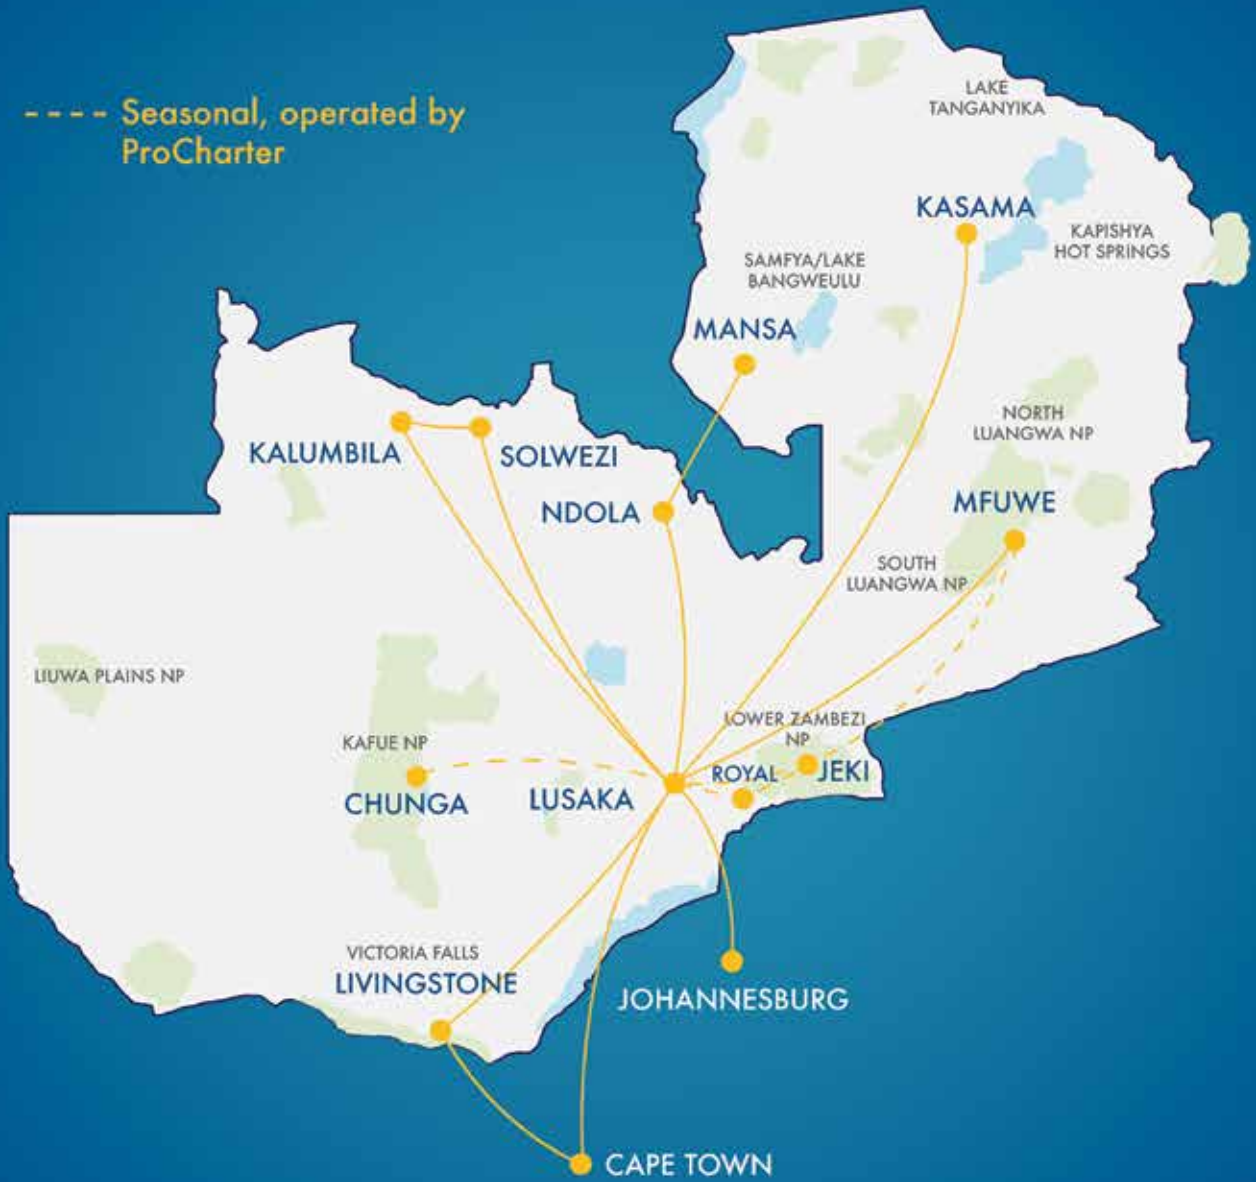 ---- Seasonal, operated by
ProCharter
LAKE
TANGANYIKA
KASAMA
KAPISHYA
HOT SPRINGS
SAMFYA/LAKE
BANGWEULU
MANSA
NORTH
LUANGWA NP
KALUMBILA
SOLWEZI
NDOLA
MFUWE
SOUTH
LUANGWA NP
LIUWA PLAINS NP
LOWER ZAMBEZI
NP
KAFUE NP
ROYAL
JEKI
CHUNGA
LUSAKA
VICTORIA FALLS
LIVINGSTONE
JOHANNESBURG
CAPE TOWN